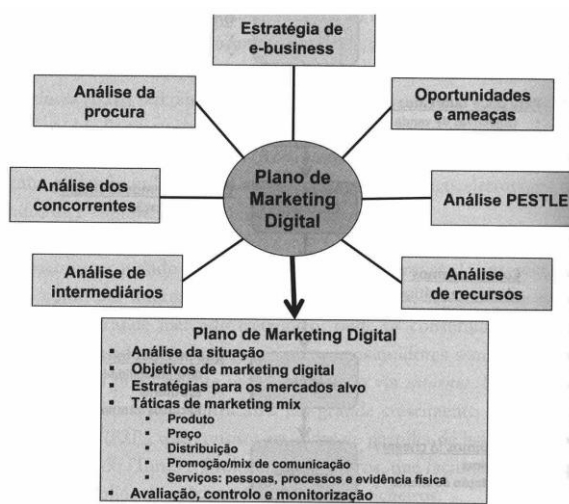 Estratégia de
e-business
Análise da
procura
Oportunidades
e ameaças
Plano de
Marketing
Digital
Análise dos
concorrentes
Análise PESTLE
Análise de
intermediários
Análise
de recursos
Plano de Marketing Digital
▪ Análise da situação
▪ Objetivos de marketing digital
▪ Estratégias para os mercados alvo
▪ Táticas de marketing mix
▪ Produto
▪ Preço
▪ Distribuição
▪ Promoção/mix de comunicação
▪ Serviços: pessoas, processos e evidência física
▪ Avaliação, controlo e monitorização